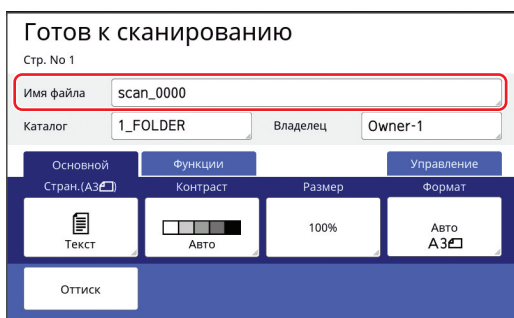 Готов к сканированию
Стр. No 1
Имя файла scan_0000
Каталог 1_FOLDER Владелец Owner-1
Основной Функции Управление
Стран.(A3) Контраст Размер Формат
Текст Авто 100% Авто A3
Оттиск